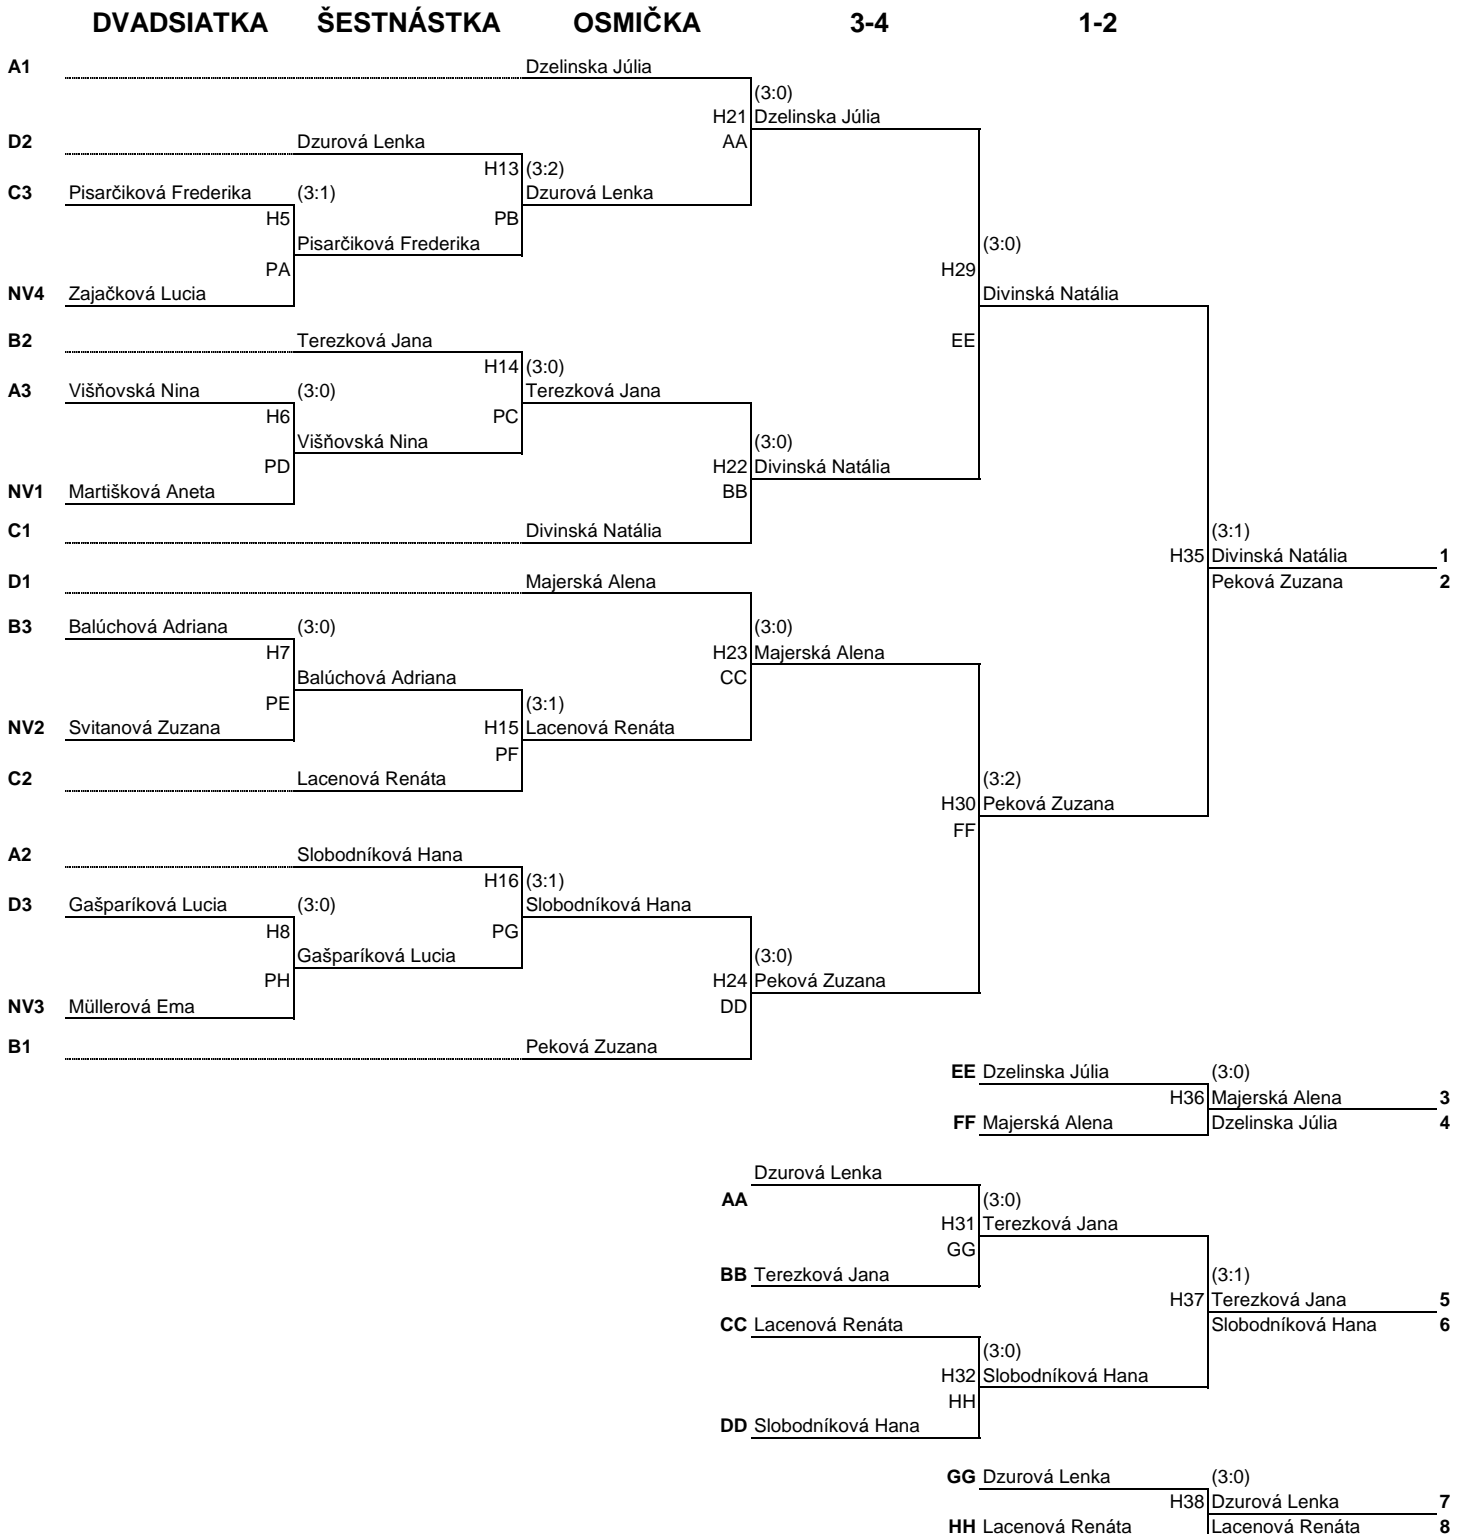 DVADSIATKA ŠESTNÁSTKA OSMIČKA 3-4 1-2
A1 Dzelinska Júlia
(3:0)
H21 Dzelinska Júlia
D2 Dzurová Lenka AA
H13 (3:2)
C3 Pisarčiková Frederika (3:1) Dzurová Lenka
H5 PB
Pisarčiková Frederika (3:0)
PA H29
NV4 Zajačková Lucia Divinská Natália
B2 Terezková Jana EE
H14 (3:0)
A3 Višňovská Nina (3:0) Terezková Jana
H6 PC
Višňovská Nina (3:0)
PD H22 Divinská Natália
NV1 Martišková Aneta BB
C1 Divinská Natália (3:1)
H35 Divinská Natália 1
D1 Majerská Alena Peková Zuzana 2
B3 Balúchová Adriana (3:0) (3:0)
H7 H23 Majerská Alena
Balúchová Adriana CC
PE (3:1)
NV2 Svitanová Zuzana H15 Lacenová Renáta
PF
C2 Lacenová Renáta (3:2)
H30 Peková Zuzana
FF
A2 Slobodníková Hana
H16 (3:1)
D3 Gašparíková Lucia (3:0) Slobodníková Hana
H8 PG
Gašparíková Lucia (3:0)
PH H24 Peková Zuzana
NV3 Müllerová Ema DD
B1 Peková Zuzana
EE Dzelinska Júlia (3:0)
H36 Majerská Alena 3
FF Majerská Alena Dzelinska Júlia 4
Dzurová Lenka
AA (3:0)
H31 Terezková Jana
GG
BB Terezková Jana (3:1)
H37 Terezková Jana 5
CC Lacenová Renáta Slobodníková Hana 6
(3:0)
H32 Slobodníková Hana
HH
DD Slobodníková Hana
GG Dzurová Lenka (3:0)
H38 Dzurová Lenka 7
HH Lacenová Renáta Lacenová Renáta 8